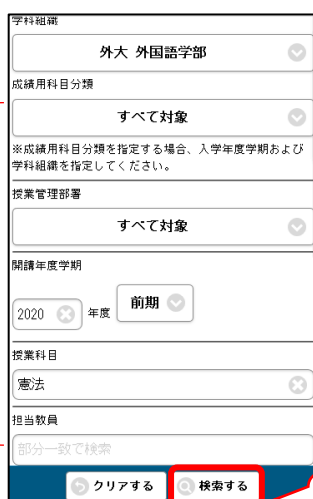 学科組織
外大 外国語学部
成績用科目分類
すべて対象
※成績用科目分類を指定する場合、入学年度学期および
学科組織を指定してください。
授業管理部署
すべて対象
開講年度学期
2020 年度 前期
授業科目
憲法
担当教員
部分一致で検索
クリアする 検索する